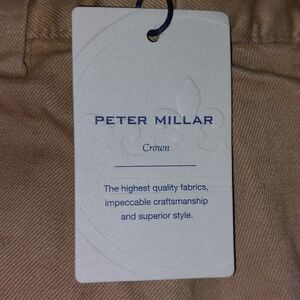 PETER MILLAR
Crown
The highest quality fabrics,
impeccable craftsmanship
and superior style.